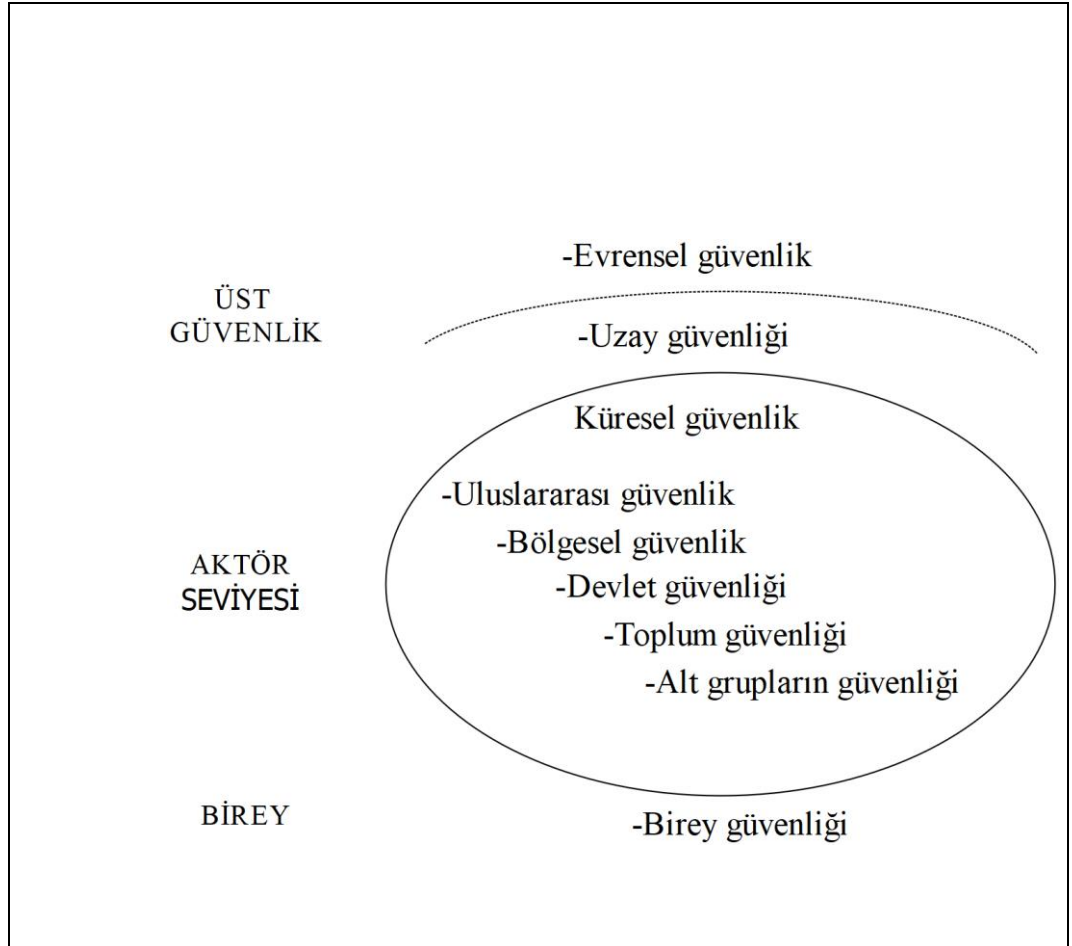 -Evrensel güvenlik
ÜST
GÜVENLİK
-Uzay güvenliği
Küresel güvenlik
-Uluslararası güvenlik
-Bölgesel güvenlik
AKTÖR
SEVİYESİ
-Devlet güvenliği
-Toplum güvenliği
-Alt grupların güvenliği
BİREY
-Birey güvenliği